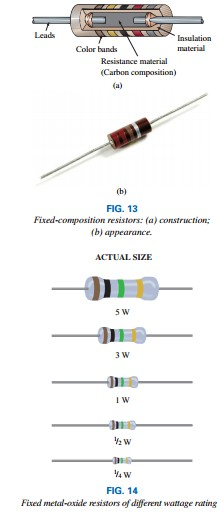 Leads
Color bands
Insulation
material
Resistance material
(Carbon composition)
(a)
(b)
FIG. 13
Fixed-composition resistors: (a) construction;
(b) appearance.
ACTUAL SIZE
5 W
3 W
1 W
1/2 W
1/4 W
FIG. 14
Fixed metal-oxide resistors of different wattage rating